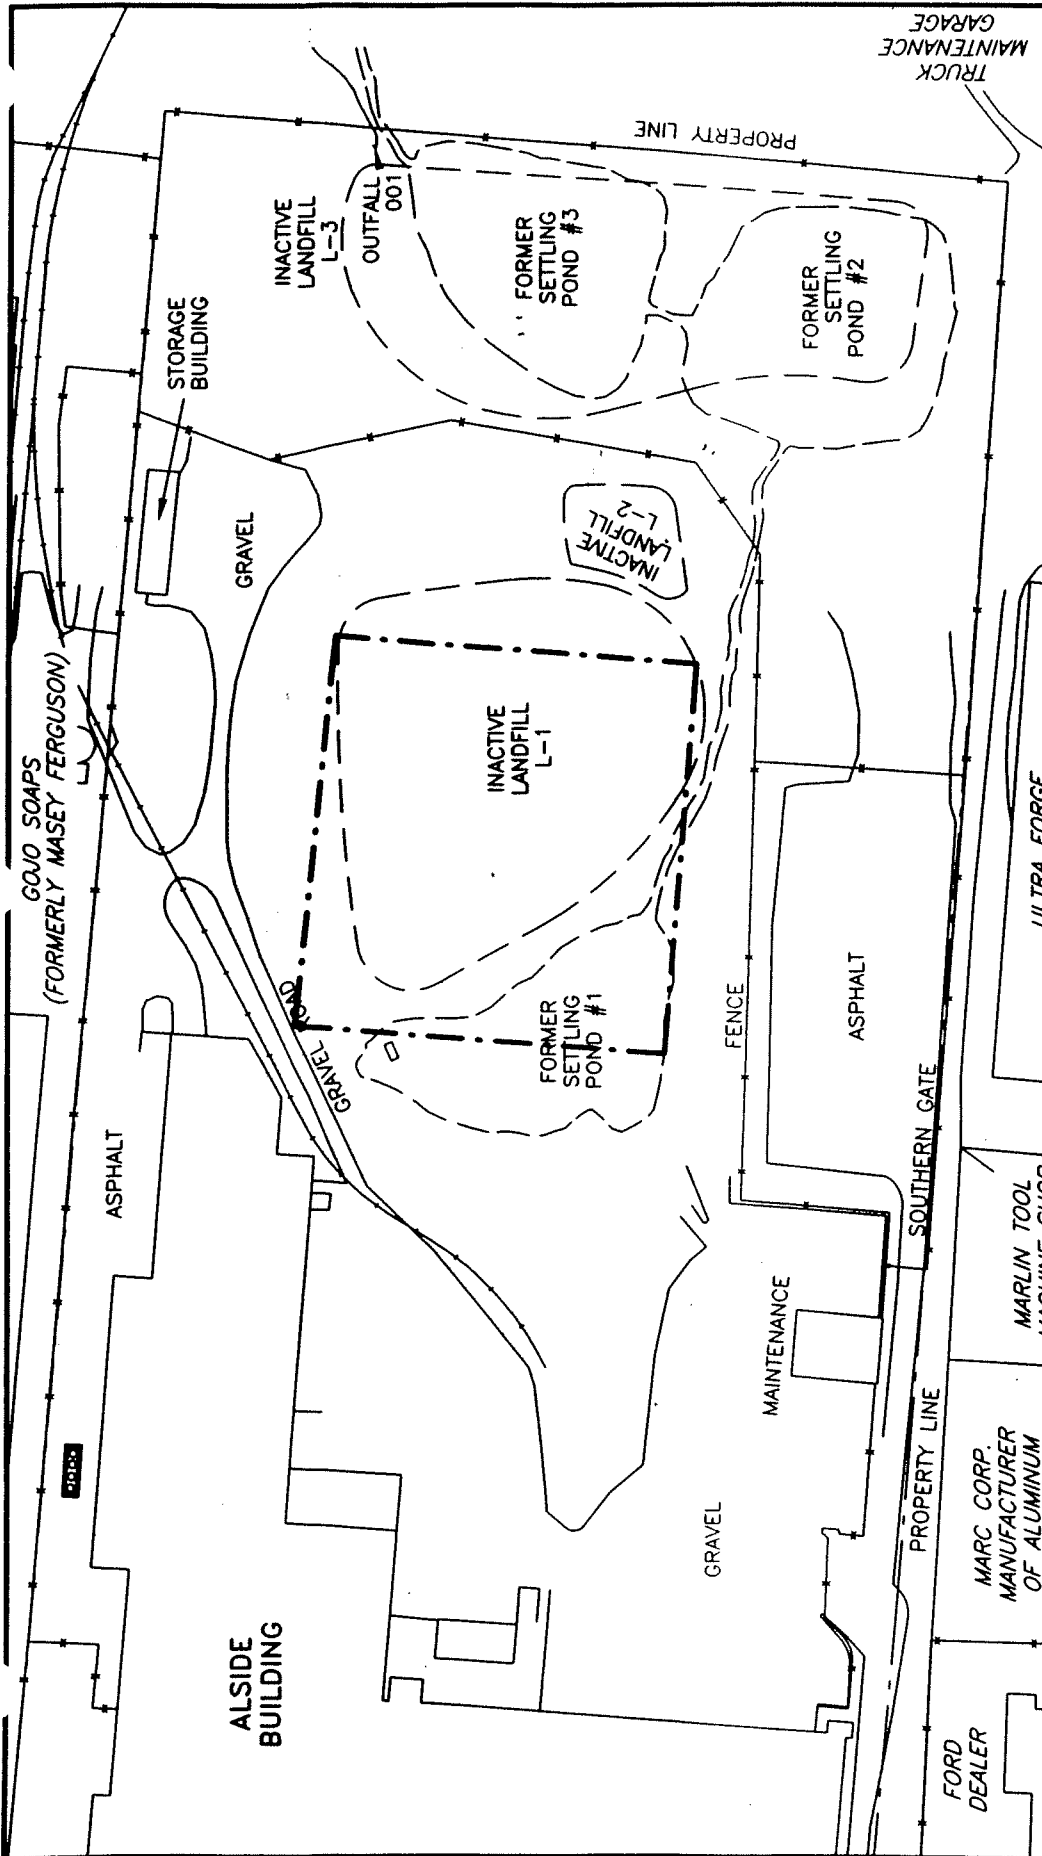 TRUCK
MAINTENANCE
GARAGE
PROPERTY LINE
INACTIVE
LANDFILL
L-3
OUTFALL
001
FORMER
SETTLING
POND #3
FORMER
SETTLING
POND #2
STORAGE
BUILDING
GRAVEL
INACTIVE
LANDFILL
L-2
INACTIVE
LANDFILL
L-1
GOJO SOAPS
(FORMERLY MASEY FERGUSON)
GRAVEL ROAD
FORMER
SETTLING
POND #1
FENCE
ASPHALT
ULTRA FORGE
ASPHALT
SOUTHERN GATE
MARLIN TOOL
MAINTENANCE
PROPERTY LINE
MARC CORP.
MANUFACTURER
OF ALUMINUM
GRAVEL
ALSIDE
BUILDING
FORD
DEALER